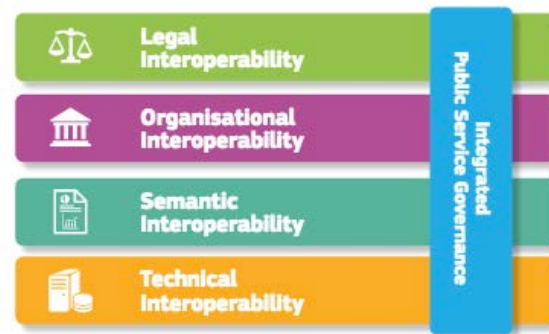 Legal
Interoperability
Organisational
Interoperability
Semantic
Interoperability
Technical
Interoperability
Integrated
Public Service Governance